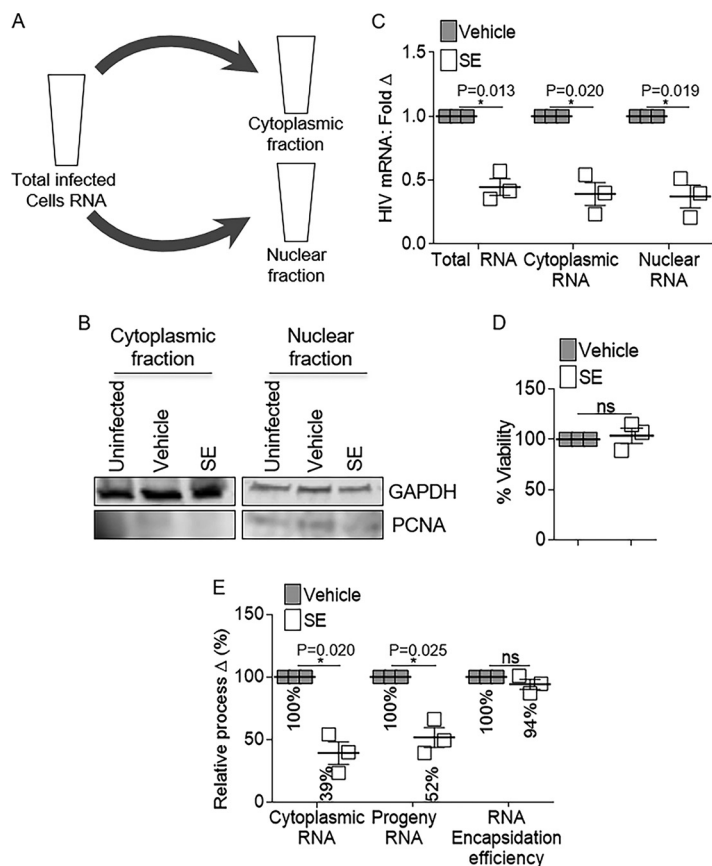 A
Total infected
Cells RNA
Cytoplasmic
fraction
Nuclear
fraction
B
Cytoplasmic
fraction
Nuclear
fraction
Uninfected
Vehicle
SE
Uninfected
Vehicle
SE
GAPDH
PCNA
C
Vehicle
SE
HIV mRNA: Fold Δ
1.5
1.0
0.5
0.0
P=0.013
*
P=0.020
*
P=0.019
*
Total RNA
Cytoplasmic
RNA
Nuclear
RNA
D
Vehicle
SE
% Viability
150
100
50
0
ns
E
Vehicle
SE
Relative process Δ (%)
150
100
50
0
P=0.020
*
P=0.025
*
ns
100%
39%
100%
52%
100%
94%
Cytoplasmic
RNA
Progeny
RNA
RNA
Encapsidation
efficiency